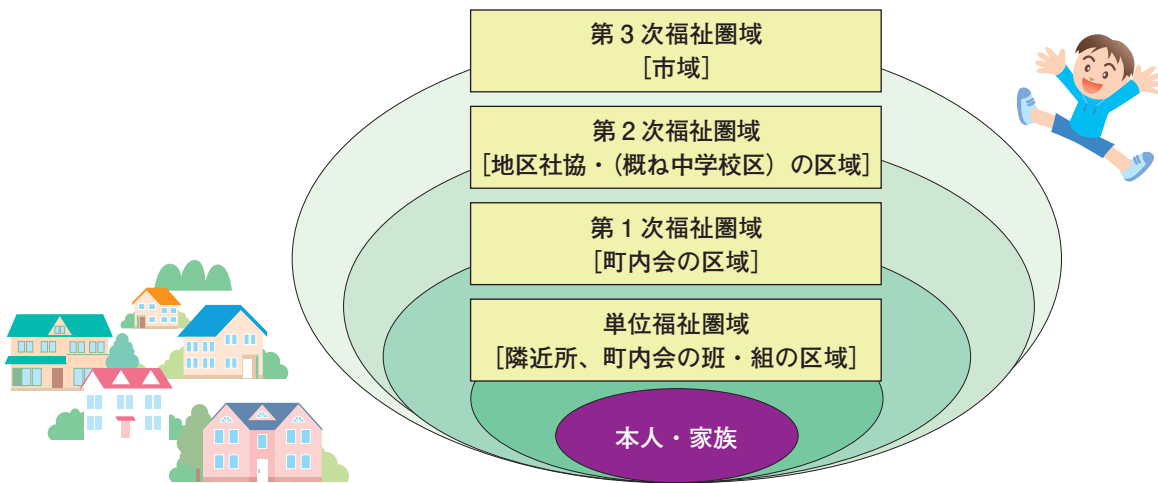 第3次福祉圏域
[市域]
第2次福祉圏域
[地区社協・(概ね中学校区)の区域]
第1次福祉圏域
[町内会の区域]
単位福祉圏域
[隣近所、町内会の班・組の区域]
本人・家族